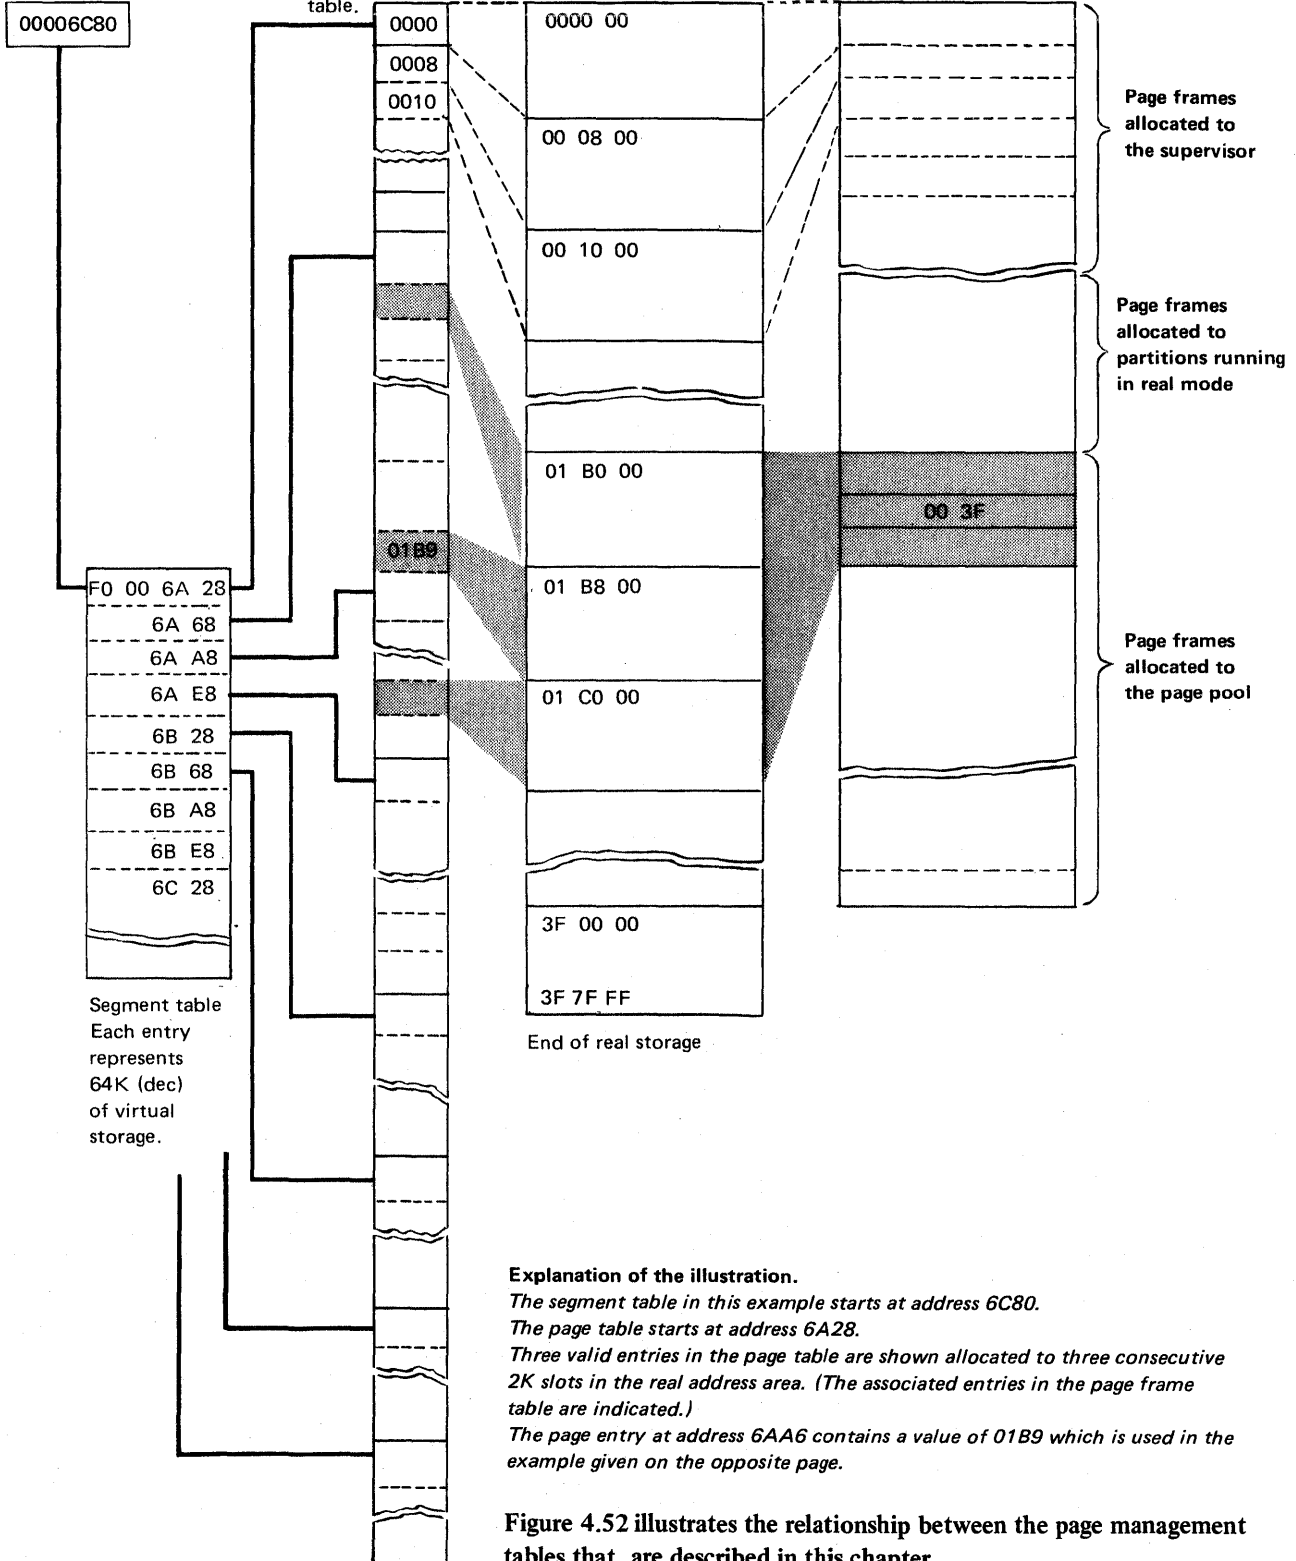 table.
00006C80
0000
0008
0010
0000 00
00 08 00
00 10 00
Page frames
allocated to
the supervisor
Page frames
allocated to
partitions running
in real mode
01 B0 00
00 3F
01B9
01 B8 00
01 C0 00
Page frames
allocated to
the page pool
F0 00 6A 28
6A 68
6A A8
6A E8
6B 28
6B 68
6B A8
6B E8
6C 28
3F 00 00
3F 7F FF
End of real storage
Segment table
Each entry
represents
64K (dec)
of virtual
storage.
Explanation of the illustration.
The segment table in this example starts at address 6C80.
The page table starts at address 6A28.
Three valid entries in the page table are shown allocated to three consecutive
2K slots in the real address area. (The associated entries in the page frame
table are indicated.)
The page entry at address 6AA6 contains a value of 01B9 which is used in the
example given on the opposite page.
Figure 4.52 illustrates the relationship between the page management
tables that are described in this chapter